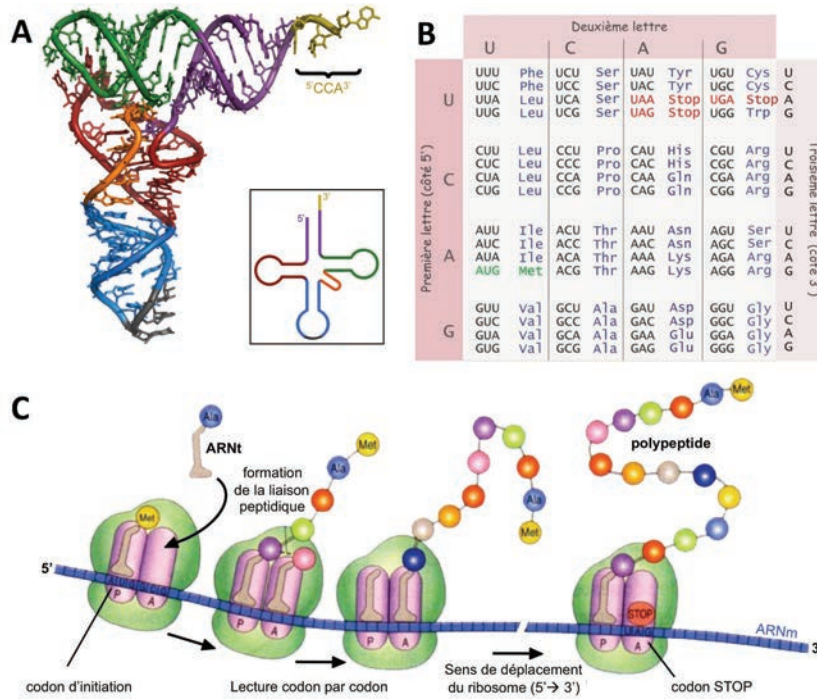 A
5'CCA3'
3'
5'
B
Deuxième lettre
U C A G
Première lettre (côté 5')
Troisième lettre (côté 3')
U
UUU Phe UCU Ser UAU Tyr UGU Cys U
UUC Phe UCC Ser UAC Tyr UGC Cys C
UUA Leu UCA Ser UAA Stop UGA Stop A
UUG Leu UCG Ser UAG Stop UGG Trp G
C
CUU Leu CCU Pro CAU His CGU Arg U
CUC Leu CCC Pro CAC His CGC Arg C
CUA Leu CCA Pro CAA Gln CGA Arg A
CUG Leu CCG Pro CAG Gln CGG Arg G
A
AUU Ile ACU Thr AAU Asn AGU Ser U
AUC Ile ACC Thr AAC Asn AGC Ser C
AUA Ile ACA Thr AAA Lys AGA Arg A
AUG Met ACG Thr AAG Lys AGG Arg G
G
GUU Val GCU Ala GAU Asp GGU Gly U
GUC Val GCC Ala GAC Asp GGC Gly C
GUA Val GCA Ala GAA Glu GGA Gly A
GUG Val GCG Ala GAG Glu GGG Gly G
C
Ala
ARNt
formation
de la liaison
peptidique
Met
Ala
Met
Ala
Met
Ala
Met
polypeptide
5'
P A
P A
P A
STOP
P A
ARNm
3'
codon d'initiation
Lecture codon par codon
Sens de déplacement
du ribosome (5'→ 3')
codon STOP